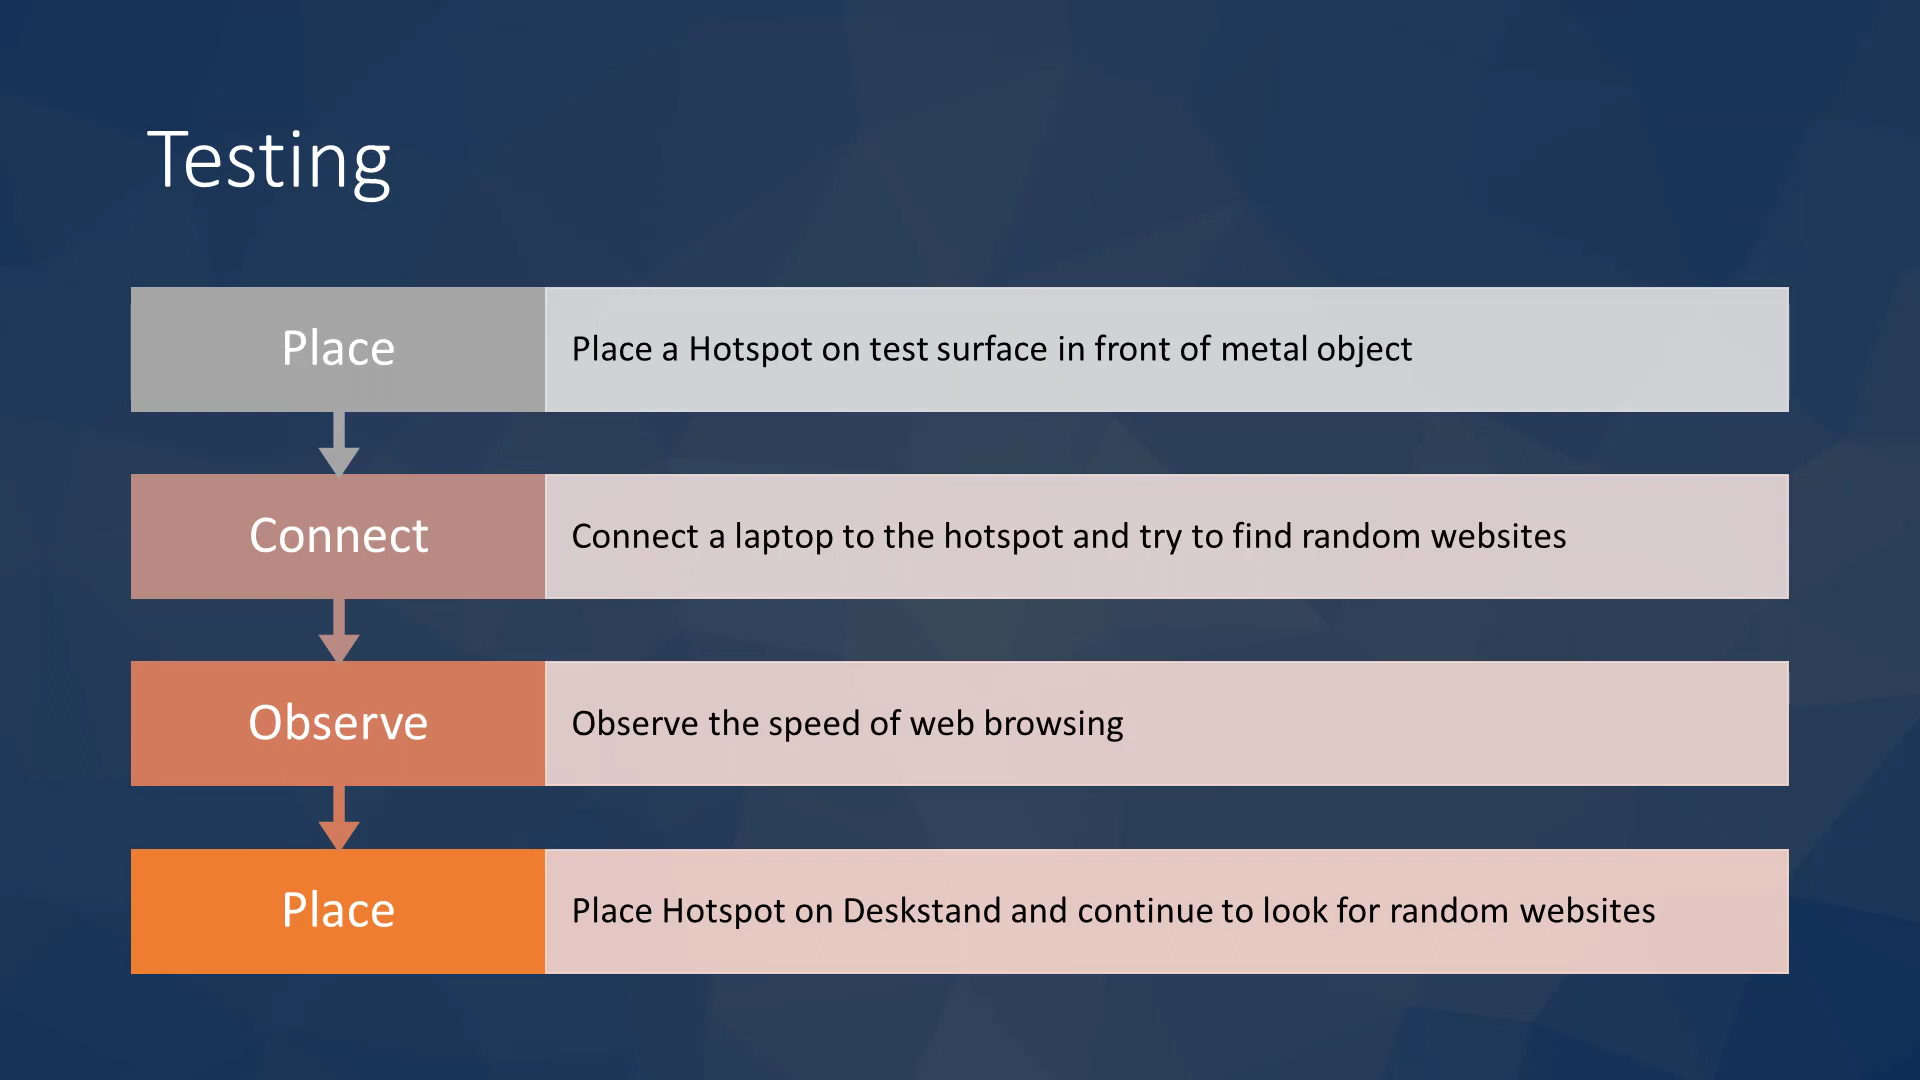 Testing
Place
Place a Hotspot on test surface in front of metal object
Connect
Connect a laptop to the hotspot and try to find random websites
Observe
Observe the speed of web browsing
Place
Place Hotspot on Deskstand and continue to look for random websites